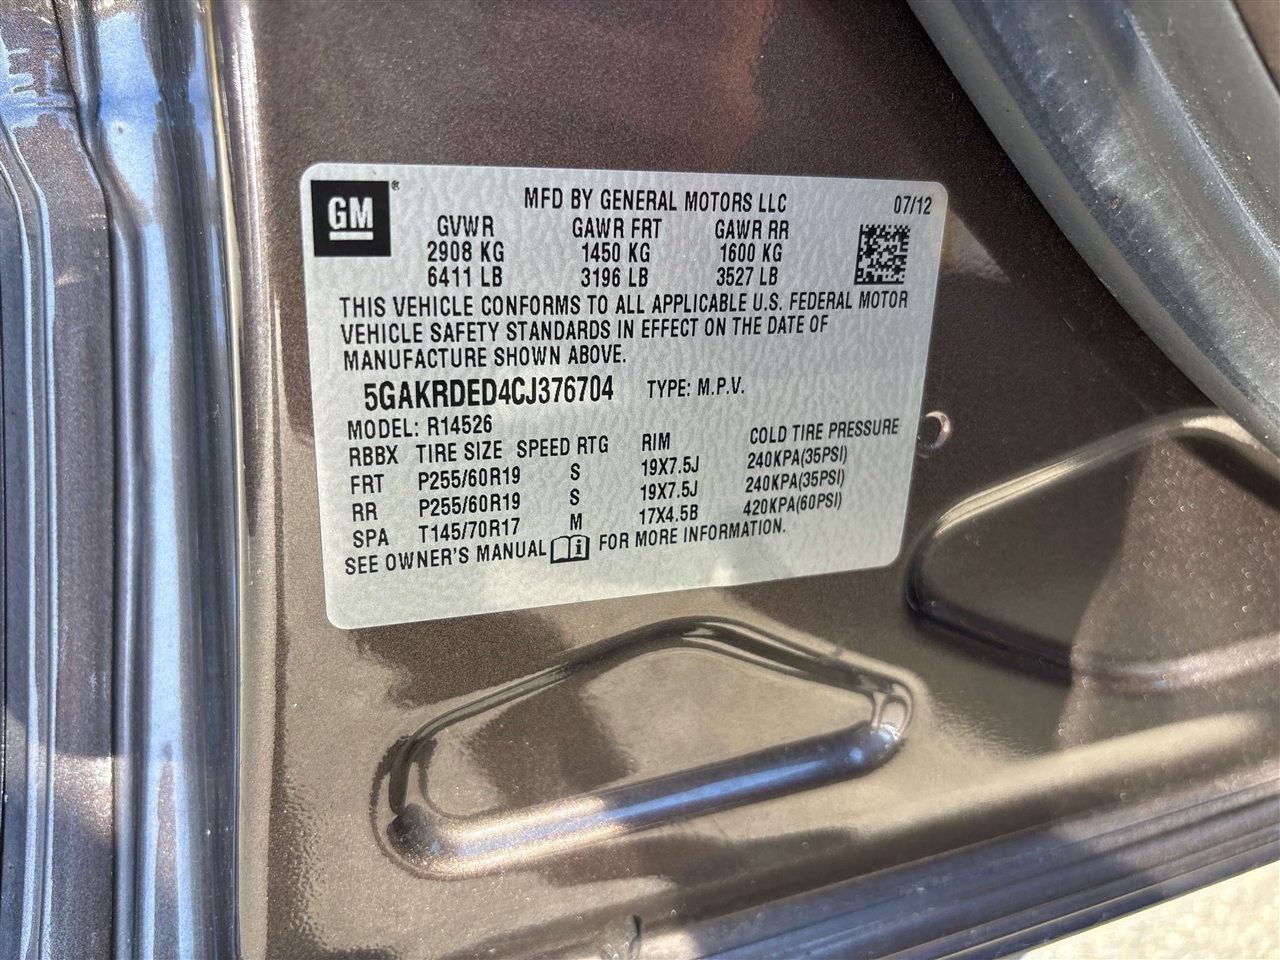 GM ®
MFD BY GENERAL MOTORS LLC 07/12
GVWR GAWR FRT GAWR RR
2908 KG 1450 KG 1600 KG
6411 LB 3196 LB 3527 LB
THIS VEHICLE CONFORMS TO ALL APPLICABLE U.S. FEDERAL MOTOR
VEHICLE SAFETY STANDARDS IN EFFECT ON THE DATE OF
MANUFACTURE SHOWN ABOVE.
5GAKRDED4CJ376704 TYPE: M.P.V.
MODEL: R14526
RBBX TIRE SIZE SPEED RTG RIM COLD TIRE PRESSURE
FRT P255/60R19 S 19X7.5J 240KPA(35PSI)
RR P255/60R19 S 19X7.5J 240KPA(35PSI)
SPA T145/70R17 M 17X4.5B 420KPA(60PSI)
SEE OWNER'S MANUAL i FOR MORE INFORMATION.